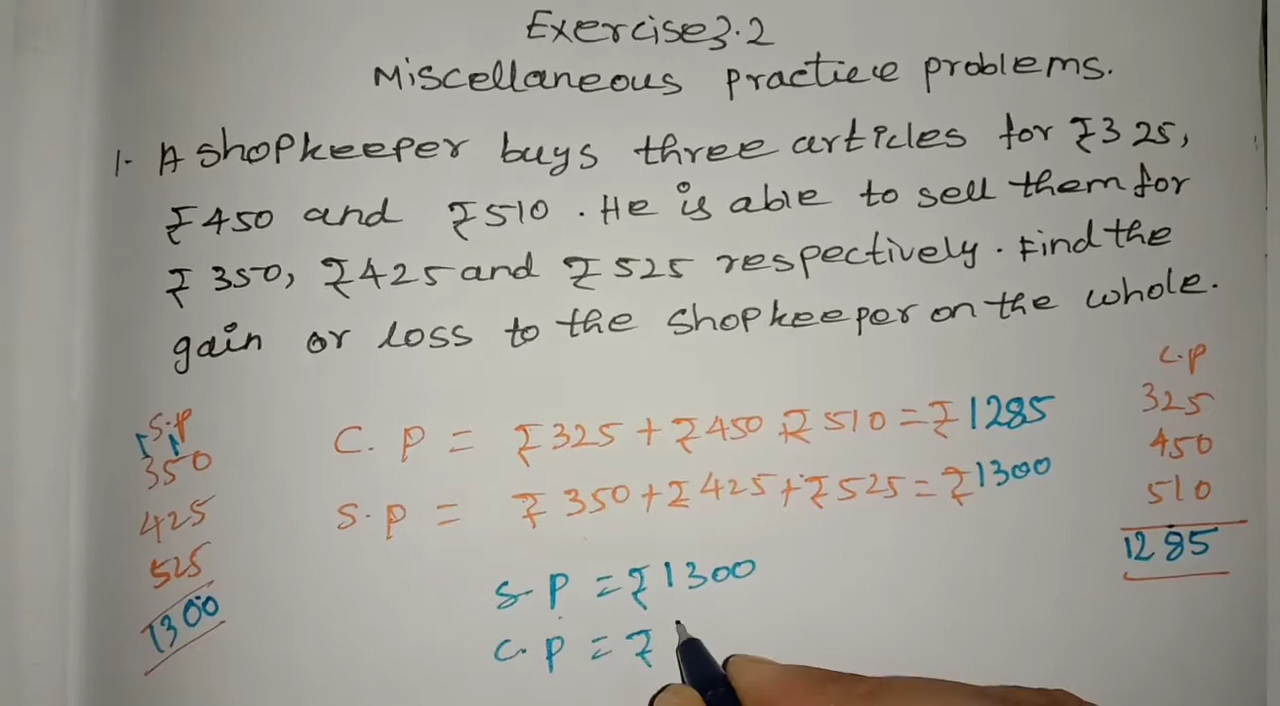 Exercise3.2
Miscellaneous practice problems.
1. A shopkeeper buys three articles for ₹325,
₹450 and ₹510. He is able to sell them for
₹350, ₹425 and ₹525 respectively. Find the
gain or loss to the shopkeeper on the whole.
S.P
350
425
525
1300
C.P = ₹325 + ₹450 + ₹510 = ₹1285
S.P = ₹350 + ₹425 + ₹525 = ₹1300
S.P = ₹1300
C.P = ₹
C.P
325
450
510
1285